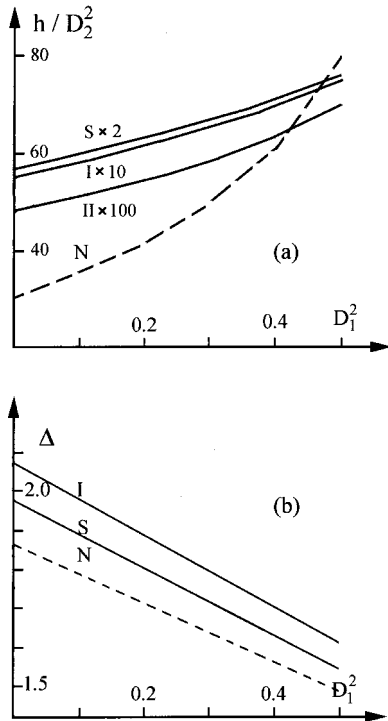 h / D₂²
80
S × 2
60
I × 10
II × 100
40
N
(a)
0.2
0.4
D₁²
Δ
I
2.0
(b)
S
N
1.5
0.2
0.4
D₁²